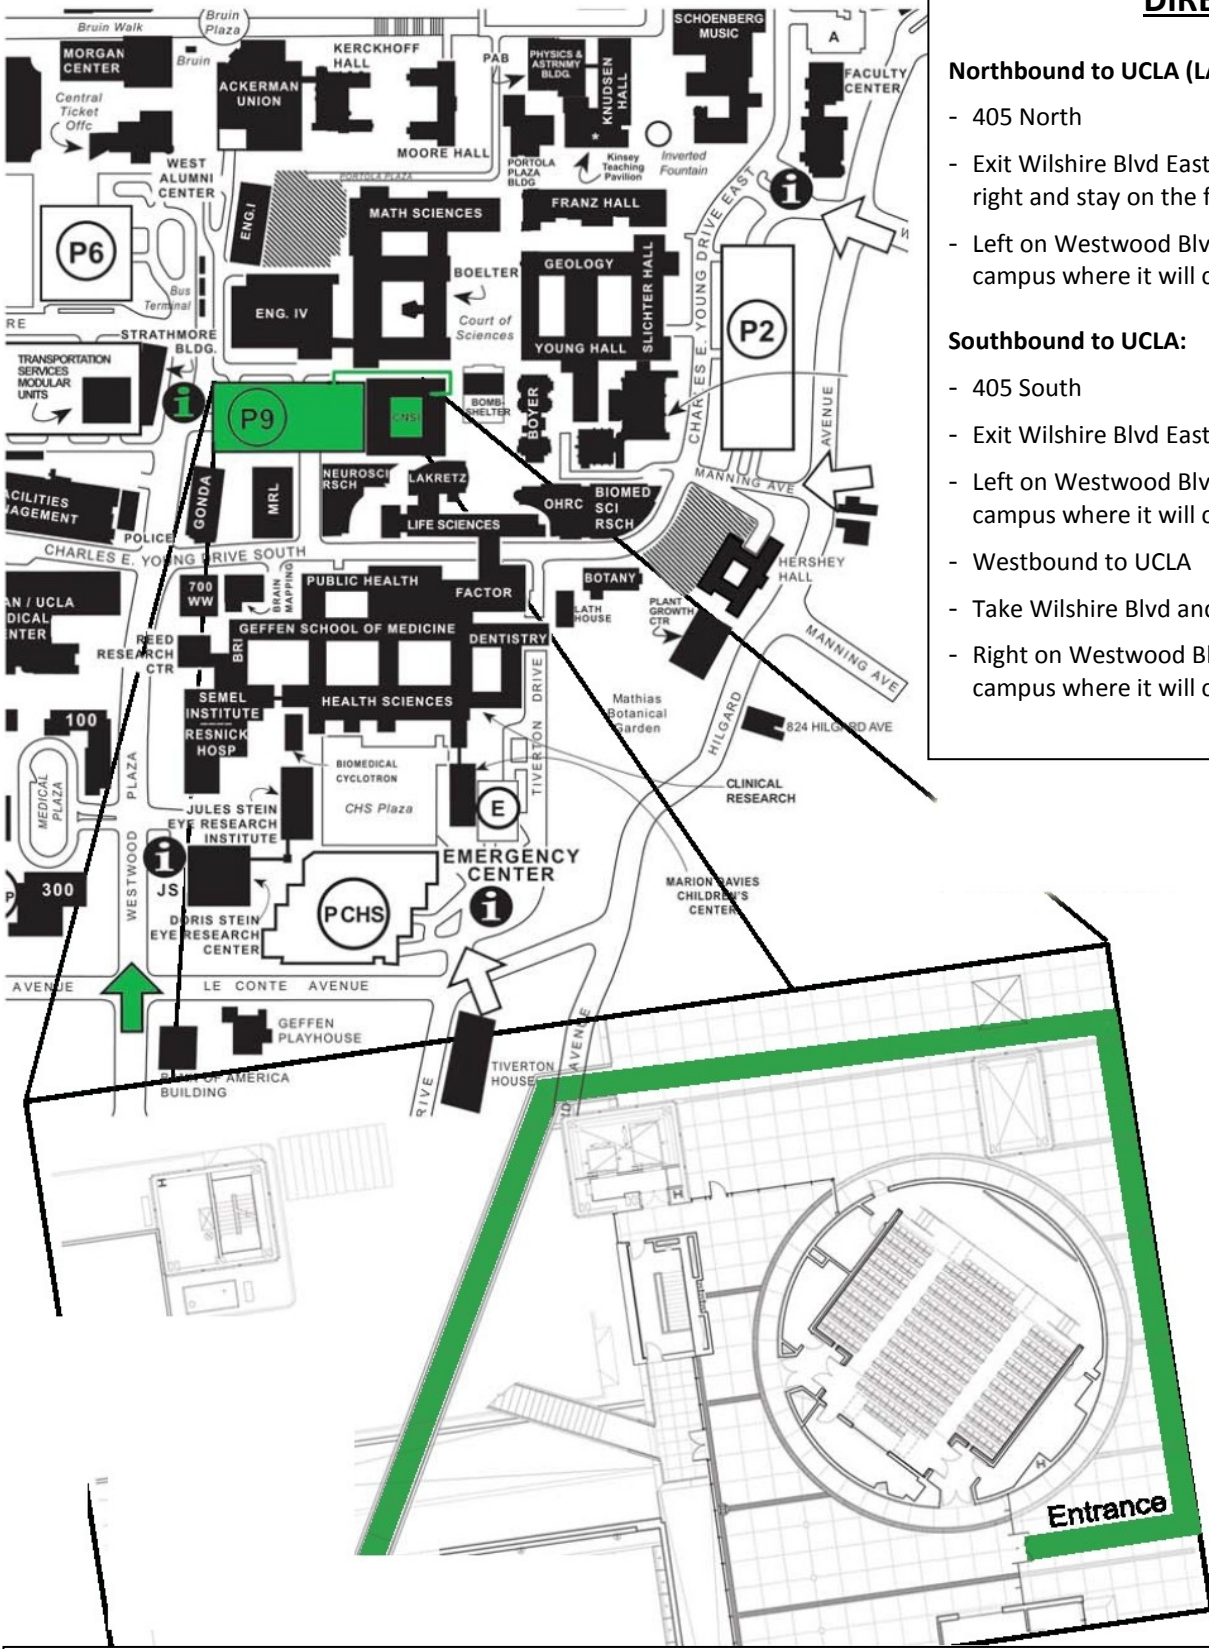 Bruin Walk
Bruin
Plaza
MORGAN
CENTER
Bruin
ACKERMAN
UNION
KERCKHOFF
HALL
Central
Ticket
Offc
WEST
ALUMNI
CENTER
MOORE HALL
PAB
PHYSICS &
ASTRNMY
BLDG.
KNUDSEN
HALL
*
SCHOENBERG
MUSIC
A
FACULTY
CENTER
PORTOLA
PLAZA
BLDG
Kinsey
Teaching
Pavilion
Inverted
Fountain
PORTOLA PLAZA
P6
Bus
Terminal
ENG.I
MATH SCIENCES
FRANZ HALL
BOELTER
GEOLOGY
SLICHTER HALL
ENG. IV
Court of
Sciences
YOUNG HALL
CHARLES E. YOUNG DRIVE EAST
P2
W
RE
STRATHMORE
BLDG.
TRANSPORTATION
SERVICES
MODULAR
UNITS
i
P9
CNSI
BOMB-
SHELTER
BOYER
AVENUE
MANNING AVE
ACILITIES
NAGEMENT
POLICE
GONDA
MRL
NEUROSCI
RSCH
LAKRETZ
LIFE SCIENCES
OHRC
BIOMED
SCI
RSCH
CHARLES E. YOUNG DRIVE SOUTH
HERSHEY
HALL
AN / UCLA
DICAL
ENTER
700
WW
BRAIN
MAPPING
PUBLIC HEALTH
FACTOR
BOTANY
LATH
HOUSE
PLANT
GROWTH
CTR
REED
RESEARCH
CTR
BRI
GEFFEN SCHOOL OF MEDICINE
DENTISTRY
MANNING AVE
SEMEL
INSTITUTE
RESNICK
HOSP
HEALTH SCIENCES
TIVERTON DRIVE
Mathias
Botanical
Garden
HILGARD
824 HILGARD AVE
100
MEDICAL
PLAZA
WESTWOOD PLAZA
BIOMEDICAL
CYCLOTRON
CHS Plaza
E
CLINICAL
RESEARCH
JULES STEIN
EYE RESEARCH
INSTITUTE
EMERGENCY
CENTER
i
i
JS
MARION DAVIES
CHILDREN'S
CENTER
P
300
DORIS STEIN
EYE RESEARCH
CENTER
P CHS
AVENUE
LE CONTE AVENUE
GEFFEN
PLAYHOUSE
OF AMERICA
BUILDING
TIVERTON
HOUSE
RIVE
AVENUE
RD
i
Northbound to UCLA (LA
- 405 North
- Exit Wilshire Blvd East
right and stay on the f
- Left on Westwood Blv
campus where it will c
Southbound to UCLA:
- 405 South
- Exit Wilshire Blvd East
- Left on Westwood Blv
campus where it will c
- Westbound to UCLA
- Take Wilshire Blvd and
- Right on Westwood Bl
campus where it will c
H
H
H
Entrance